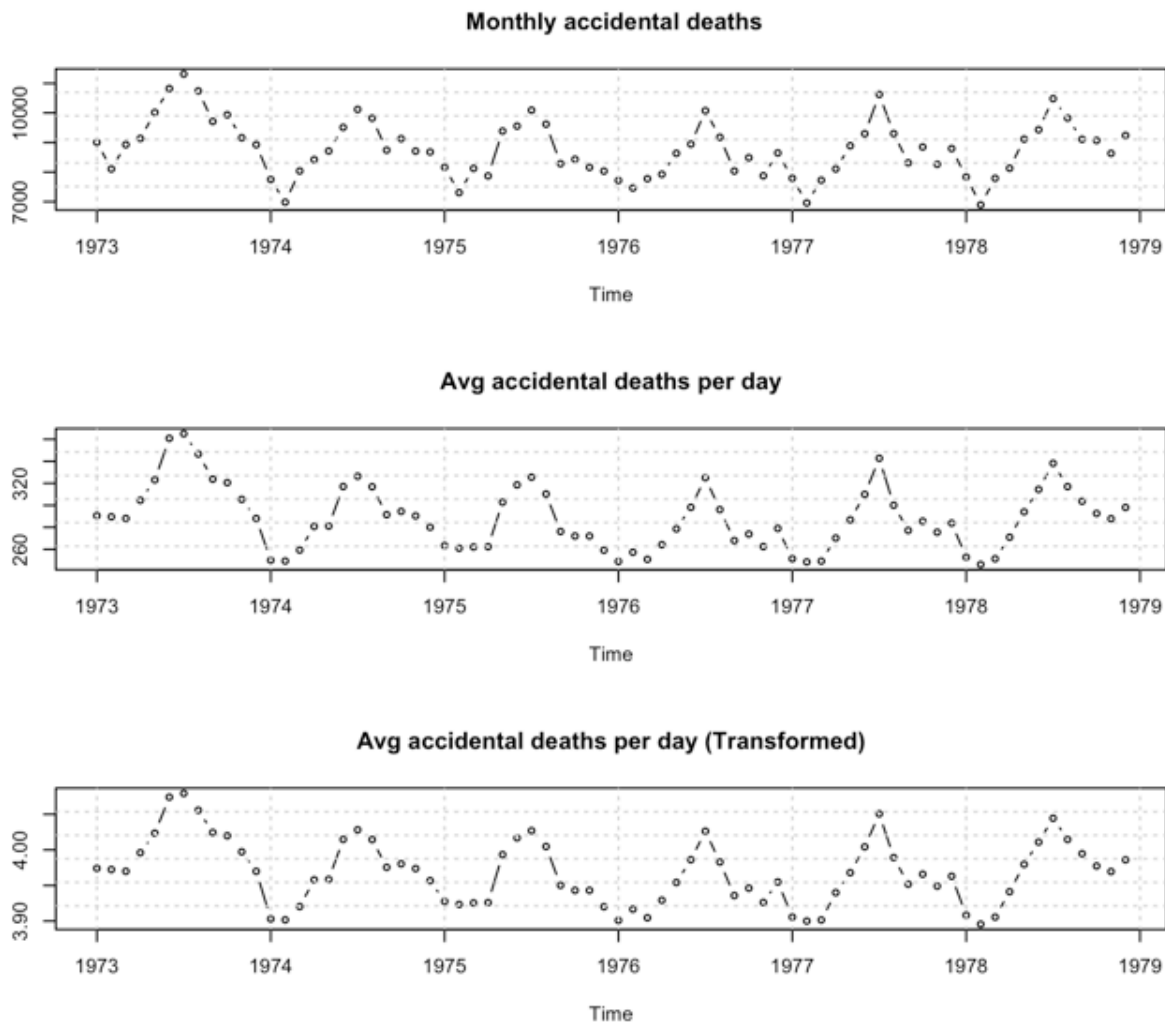 Monthly accidental deaths
10000
7000
1973 1974 1975 1976 1977 1978 1979
Time
Avg accidental deaths per day
320
260
1973 1974 1975 1976 1977 1978 1979
Time
Avg accidental deaths per day (Transformed)
4.00
3.90
1973 1974 1975 1976 1977 1978 1979
Time